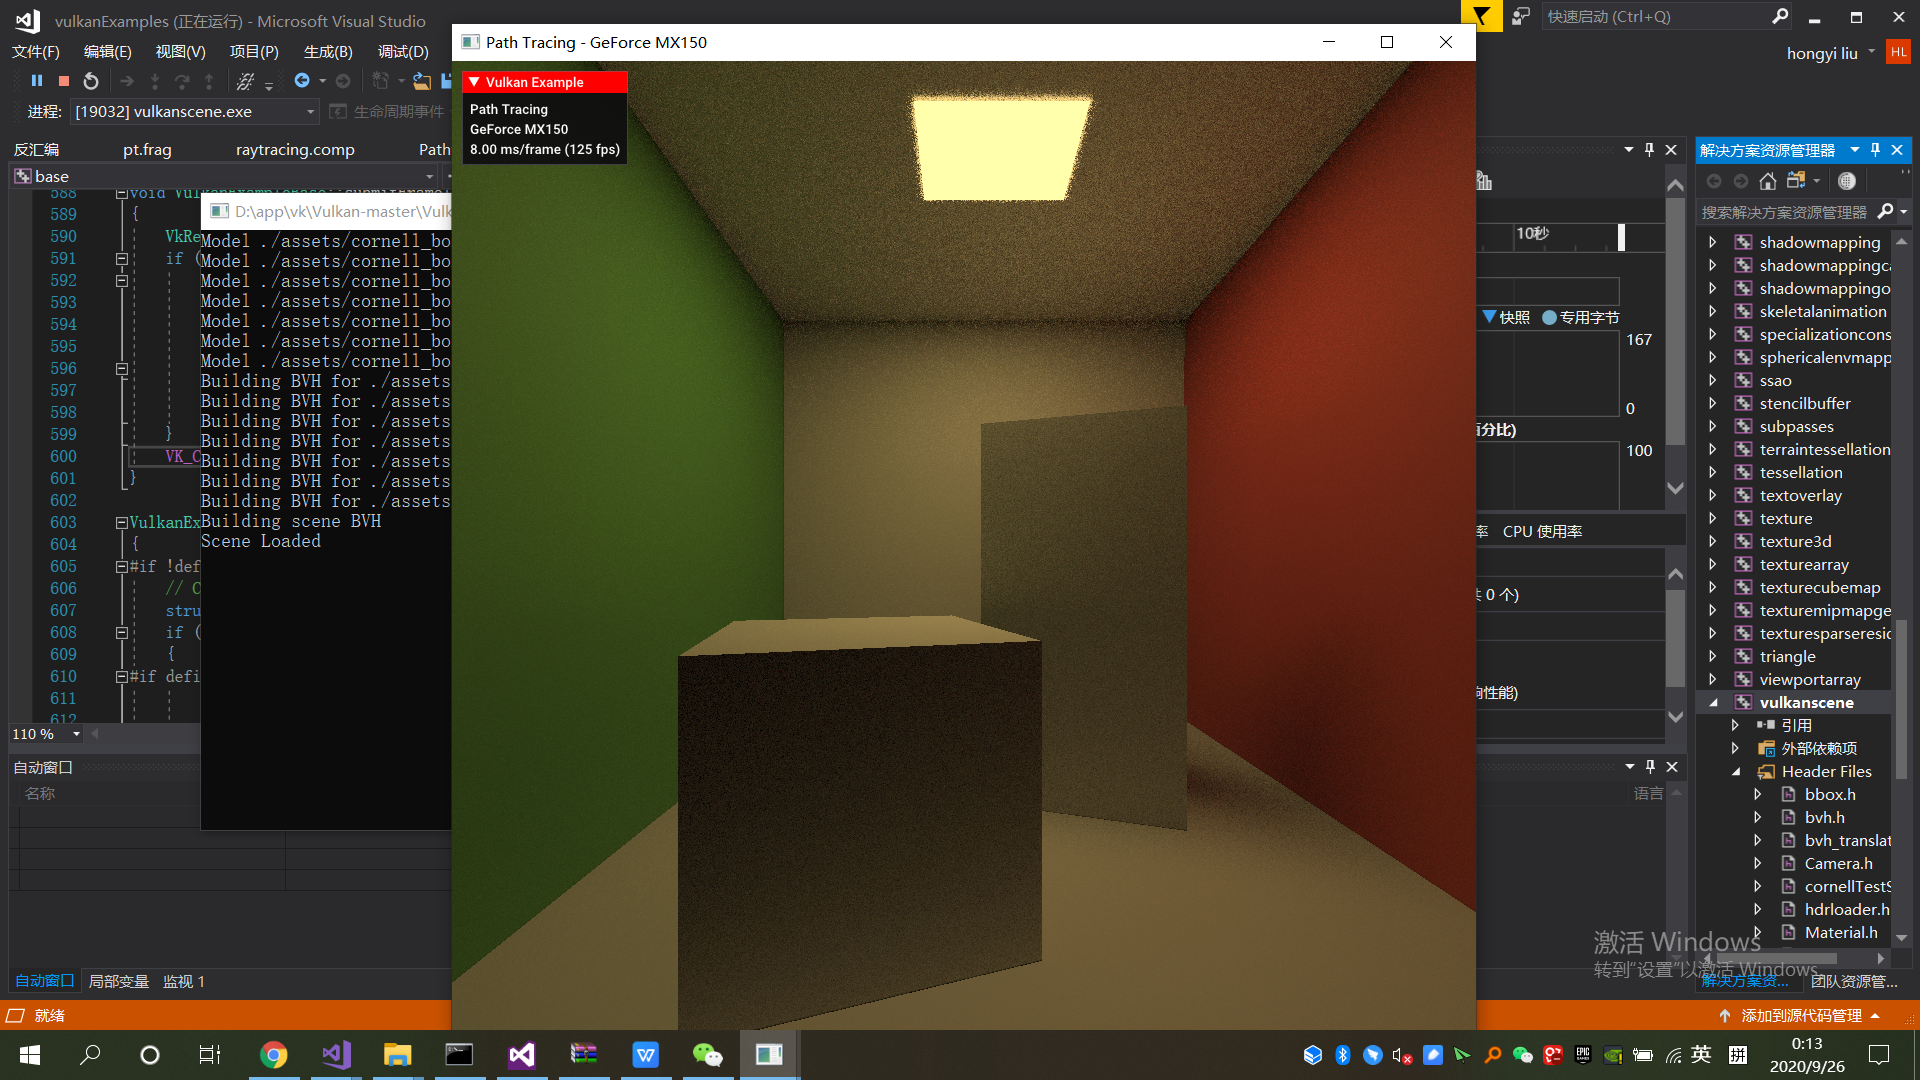 vulkanExamples (正在运行) - Microsoft Visual Studio
快速启动 (Ctrl+Q)
文件(F) 编辑(E) 视图(V) 项目(P) 生成(B) 调试(D)
hongyi liu HL
进程: [19032] vulkanscene.exe 生命周期事件
反汇编 pt.frag raytracing.comp Path
base
588 void
589 {
590 VkRe
591 if (
592
593
594
595
596
597
598
599 }
600 VK_C
601 }
602
603 VulkanEx
604 {
605 #if !def
606 // C
607 stru
608 if (
609 {
610 #if defi
611
612
110 %
自动窗口
名称
自动窗口 局部变量 监视 1
就绪
D:\app\vk\Vulkan-master\Vulk
Model ./assets/cornell_bo
Model ./assets/cornell_bo
Model ./assets/cornell_bo
Model ./assets/cornell_bo
Model ./assets/cornell_bo
Model ./assets/cornell_bo
Model ./assets/cornell_bo
Building BVH for ./assets
Building BVH for ./assets
Building BVH for ./assets
Building BVH for ./assets
Building BVH for ./assets
Building BVH for ./assets
Building BVH for ./assets
Building scene BVH
Scene Loaded
Path Tracing - GeForce MX150
Vulkan Example
Path Tracing
GeForce MX150
8.00 ms/frame (125 fps)
10秒
快照 专用字节
167
0
百分比)
100
率 CPU 使用率
共 0 个)
响性能)
语言
解决方案资源管理器
搜索解决方案资源管理器
shadowmapping
shadowmappingca
shadowmappingo
skeletalanimation
specializationcons
sphericalenvmapp
ssao
stencilbuffer
subpasses
terraintessellation
tessellation
textoverlay
texture
texture3d
texturearray
texturecubemap
texturemipmapge
texturesparseresid
triangle
viewportarray
vulkanscene
引用
外部依赖项
Header Files
bbox.h
bvh.h
bvh_translat
Camera.h
cornellTestS
hdrloader.h
Material.h
激活 Windows
转到“设置”以激活 Windows
解决方案资... 团队资源管...
添加到源代码管理
英 拼
0:13
2020/9/26